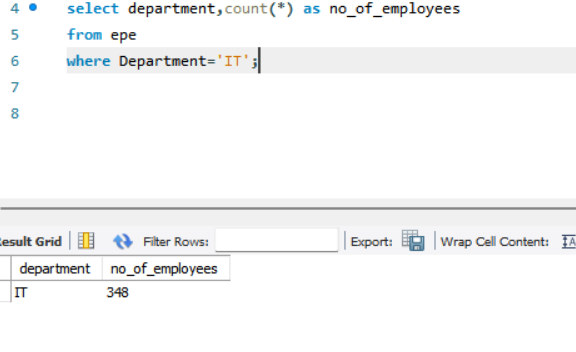 4 select department,count(*) as no_of_employees
5 from epe
6 where Department='IT';
7
8
esult Grid Filter Rows: Export: Wrap Cell Content: IA
department no_of_employees
IT 348